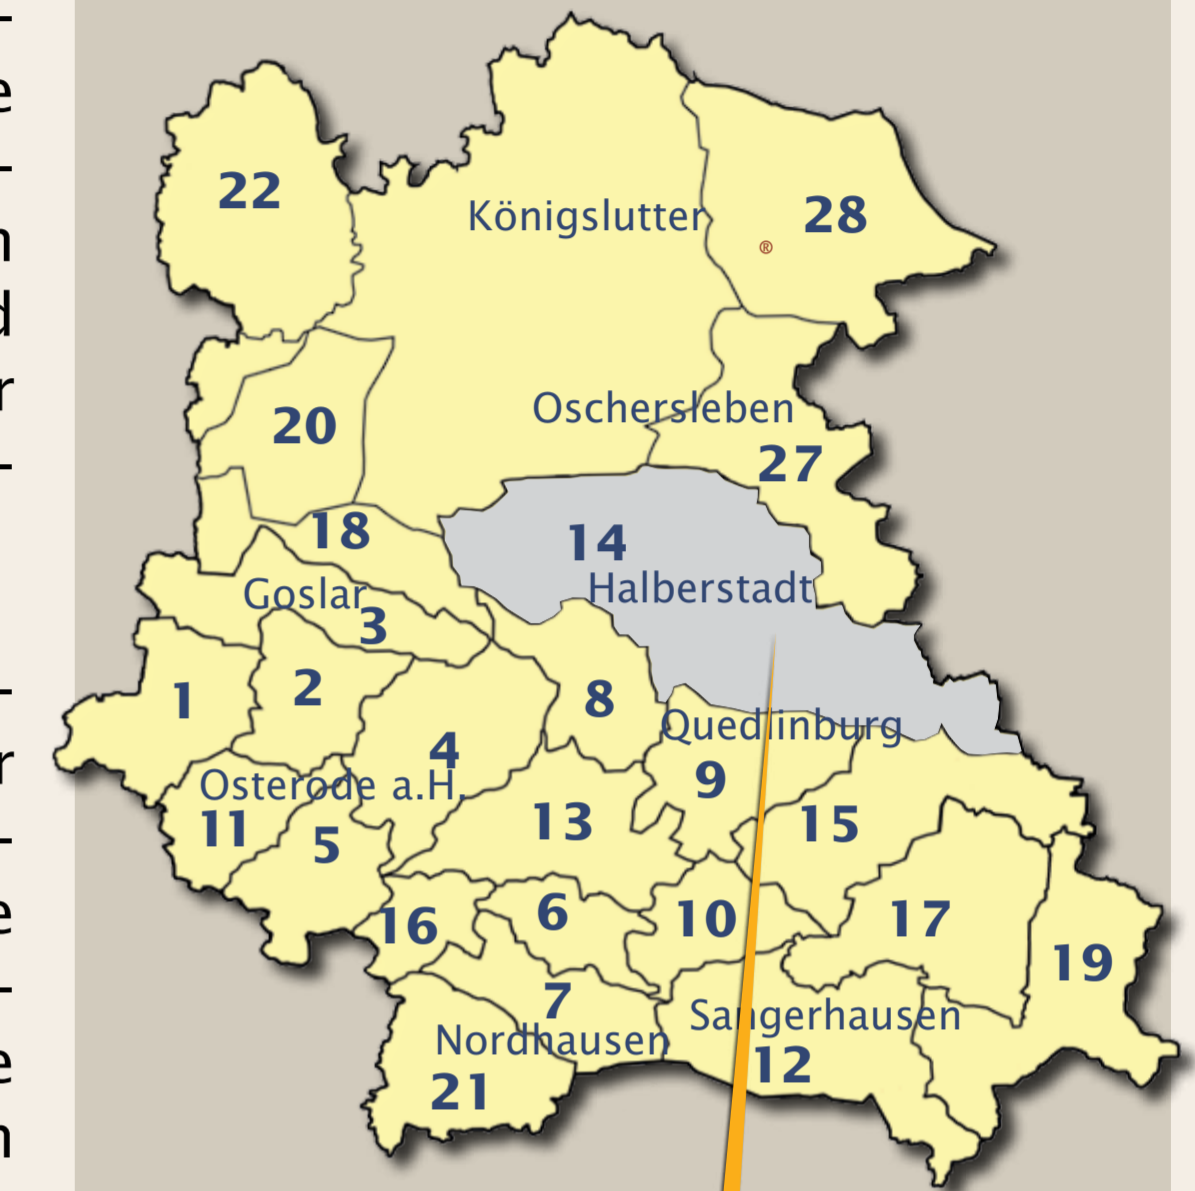 –
e
–
n
d
r
–
–
r
–
e
–
e
n
22
Königslutter
28
®
20
Oschersleben
27
18
14
Halberstadt
Goslar
3
1
2
8
4
Quedlinburg
9
Osterode a.H.
11
5
13
15
16
6
10
17
19
7
Sangerhausen
Nordhausen
12
21